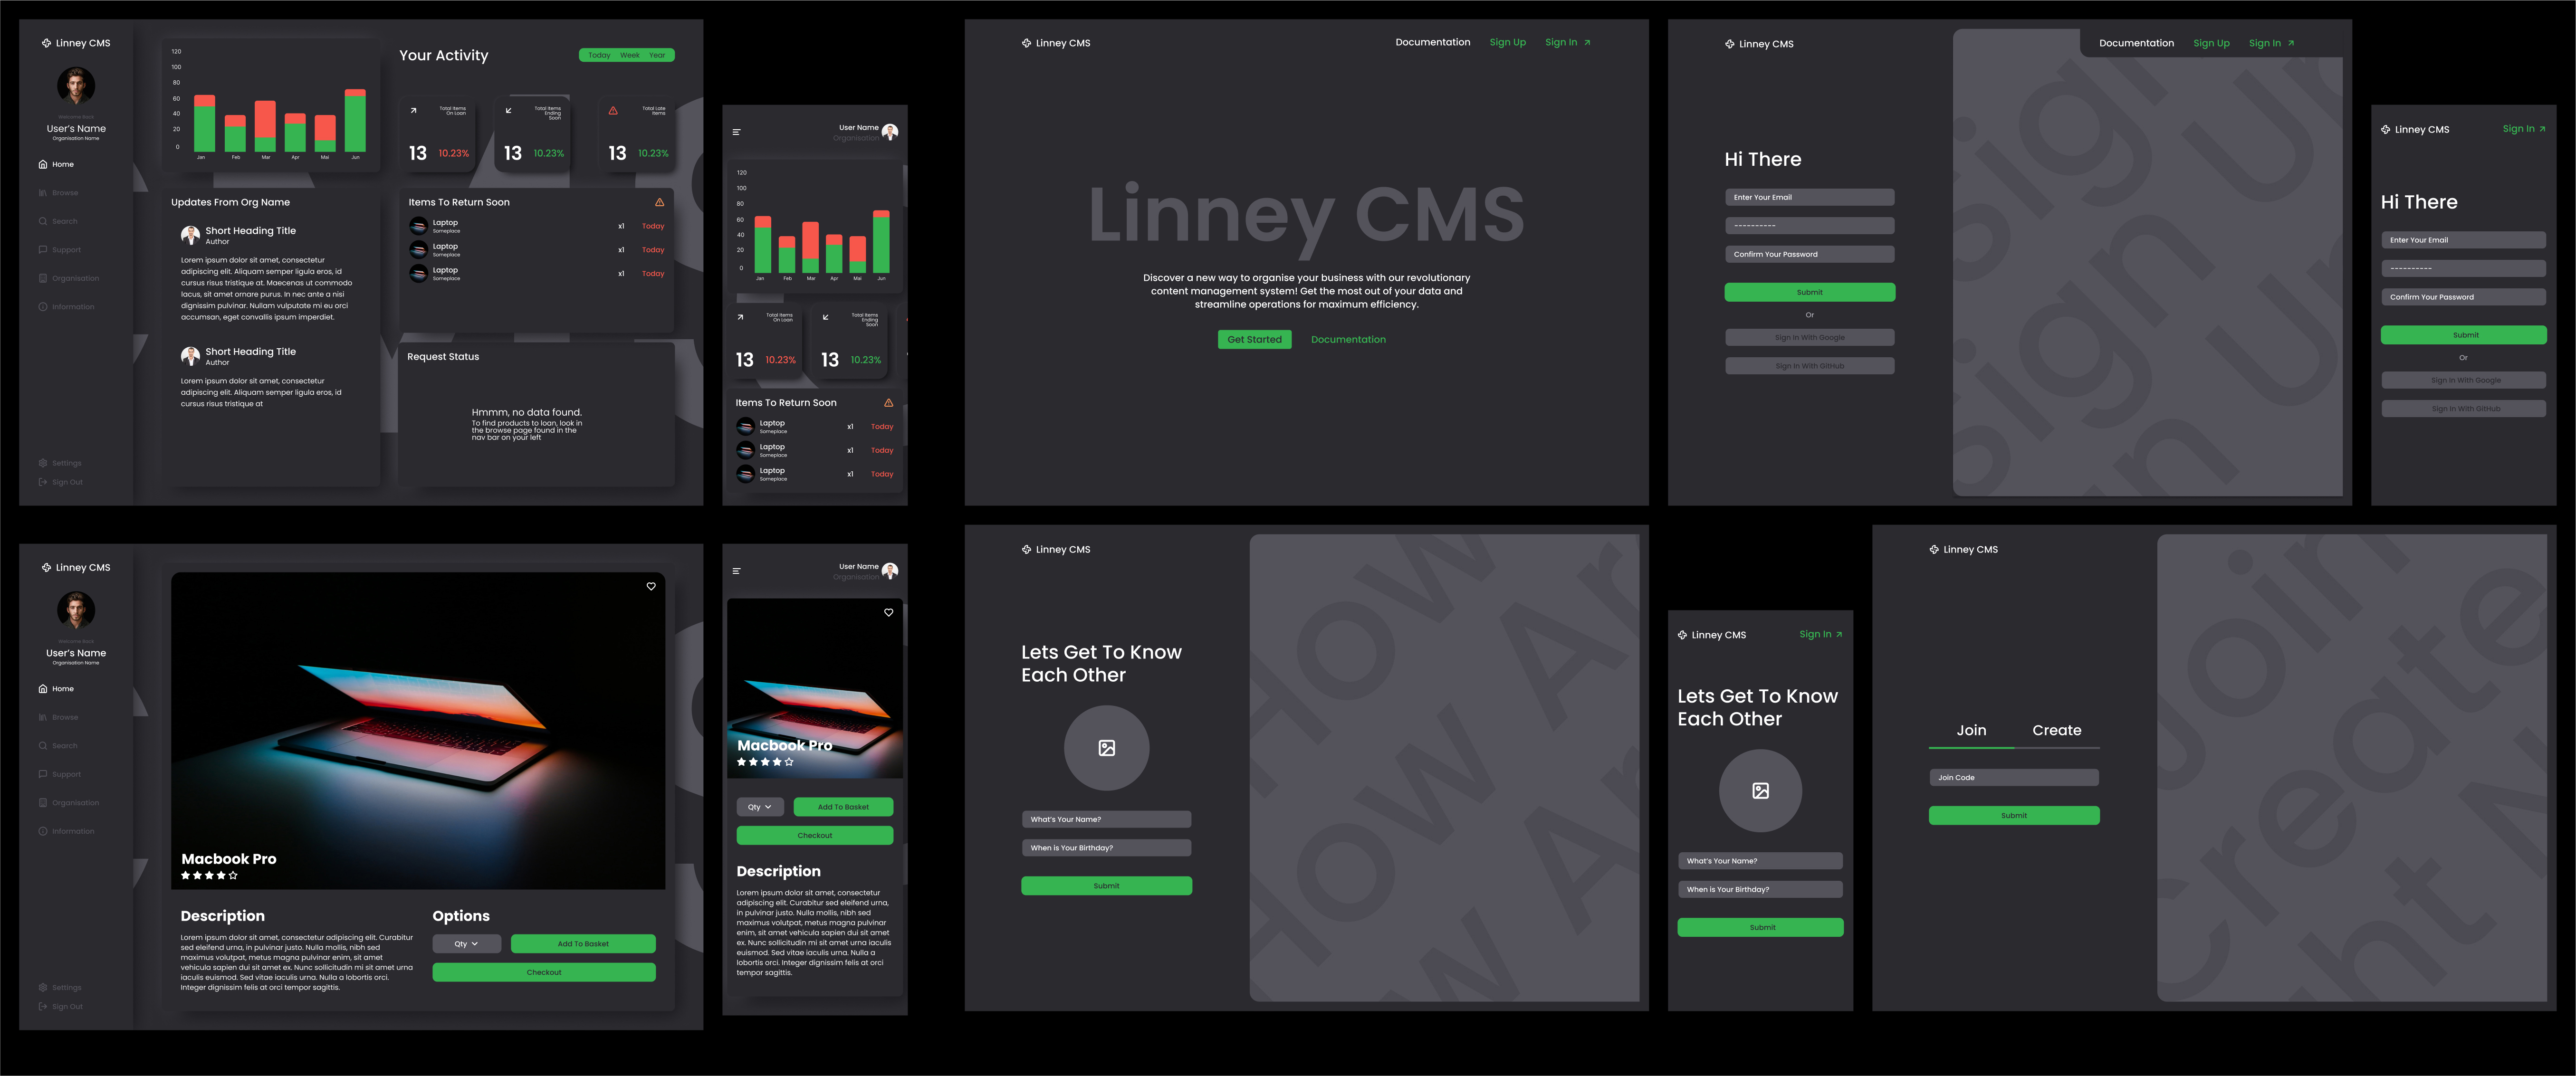 Linney CMS
Welcome Back
User's Name
Organisation Name
Home
Browse
Search
Support
Organisation
Information
Settings
Sign Out
120
100
80
60
40
20
0
Jan Feb Mar Apr Mai Jun
Your Activity
Today Week Year
Total Items
On Loan
13 10.23%
Total Items
Ending
Soon
13 10.23%
Total Late
Items
13 10.23%
Updates From Org Name
Short Heading Title
Author
Lorem ipsum dolor sit amet, consectetur
adipiscing elit. Aliquam semper ligula eros, id
cursus risus tristique at. Maecenas ut commodo
lacus, sit amet ornare purus. In nec ante a nisi
dignissim pulvinar. Nullam vulputate mi eu orci
accumsan, eget convallis ipsum imperdiet.
Short Heading Title
Author
Lorem ipsum dolor sit amet, consectetur
adipiscing elit. Aliquam semper ligula eros, id
cursus risus tristique at
Items To Return Soon
Laptop
Someplace
x1 Today
Laptop
Someplace
x1 Today
Laptop
Someplace
x1 Today
Request Status
Hmmm, no data found.
To find products to loan, look in
the browse page found in the
nav bar on your left
User Name
Organisation
120
100
80
60
40
20
0
Jan Feb Mar Apr Mai Jun
Total Items
On Loan
13 10.23%
Total Items
Ending
Soon
13 10.23%
Items To Return Soon
Laptop
Someplace
x1 Today
Laptop
Someplace
x1 Today
Laptop
Someplace
x1 Today
Linney CMS
Documentation Sign Up Sign In
Linney CMS
Discover a new way to organise your business with our revolutionary
content management system! Get the most out of your data and
streamline operations for maximum efficiency.
Get Started Documentation
Linney CMS
Documentation Sign Up Sign In
Hi There
Enter Your Email
----------
Confirm Your Password
Submit
Or
Sign In With Google
Sign In With GitHub
Sign Up
Sign Up
Linney CMS
Sign In
Hi There
Enter Your Email
----------
Confirm Your Password
Submit
Or
Sign In With Google
Sign In With GitHub
Linney CMS
Welcome Back
User's Name
Organisation Name
Home
Browse
Search
Support
Organisation
Information
Settings
Sign Out
Macbook Pro
Description
Lorem ipsum dolor sit amet, consectetur adipiscing elit. Curabitur
sed eleifend urna, in pulvinar justo. Nulla mollis, nibh sed
maximus volutpat, metus magna pulvinar enim, sit amet
vehicula sapien dui sit amet ex. Nunc sollicitudin mi sit amet urna
iaculis euismod. Sed vitae iaculis urna. Nulla a lobortis orci.
Integer dignissim felis at orci tempor sagittis.
Options
Qty
Add To Basket
Checkout
User Name
Organisation
Macbook Pro
Qty
Add To Basket
Checkout
Description
Lorem ipsum dolor sit amet, consectetur
adipiscing elit. Curabitur sed eleifend urna,
in pulvinar justo. Nulla mollis, nibh sed
maximus volutpat, metus magna pulvinar
enim, sit amet vehicula sapien dui sit amet
ex. Nunc sollicitudin mi sit amet urna iaculis
euismod. Sed vitae iaculis urna. Nulla a
lobortis orci. Integer dignissim felis at orci
tempor sagittis.
Linney CMS
Lets Get To Know
Each Other
What's Your Name?
When is Your Birthday?
Submit
How Ar
How Ar
Linney CMS
Sign In
Lets Get To Know
Each Other
What's Your Name?
When is Your Birthday?
Submit
Linney CMS
Join Create
Join Code
Submit
Join
Create